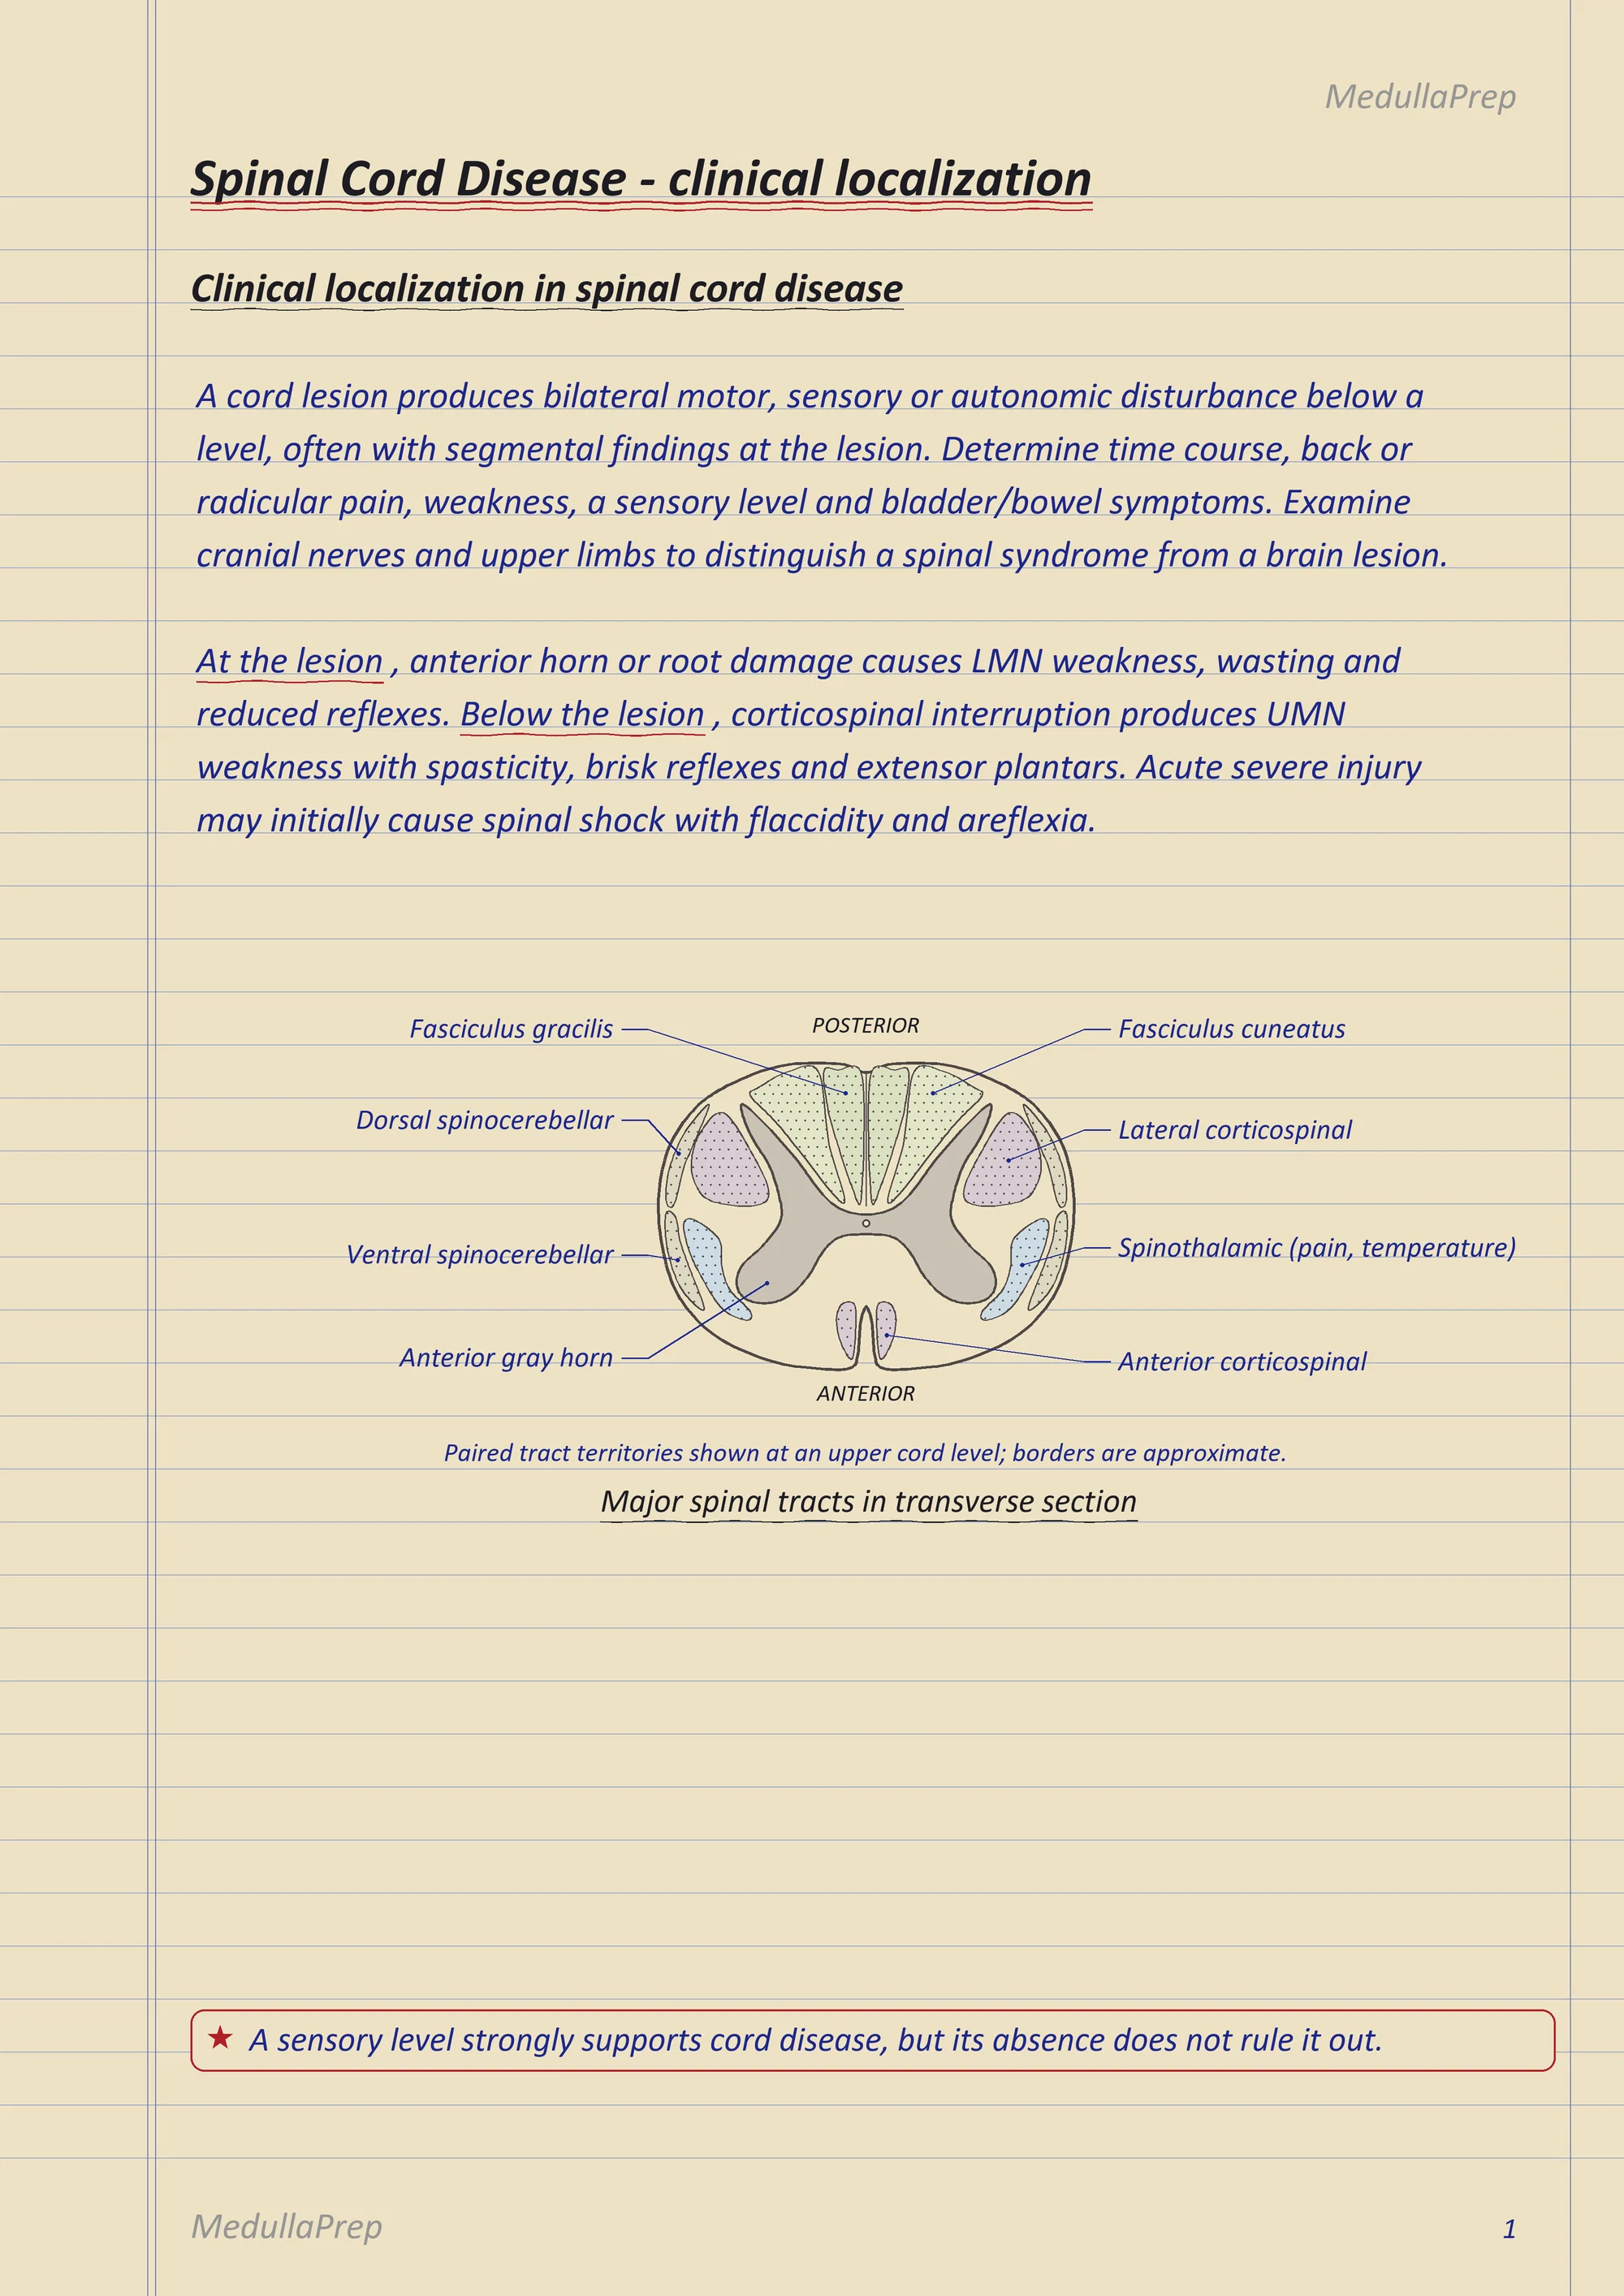 MedullaPrep
Spinal Cord Disease - clinical localization
Clinical localization in spinal cord disease
A cord lesion produces bilateral motor, sensory or autonomic disturbance below a
level, often with segmental findings at the lesion. Determine time course, back or
radicular pain, weakness, a sensory level and bladder/bowel symptoms. Examine
cranial nerves and upper limbs to distinguish a spinal syndrome from a brain lesion.
At the lesion , anterior horn or root damage causes LMN weakness, wasting and
reduced reflexes. Below the lesion , corticospinal interruption produces UMN
weakness with spasticity, brisk reflexes and extensor plantars. Acute severe injury
may initially cause spinal shock with flaccidity and areflexia.
POSTERIOR
Fasciculus gracilis
Fasciculus cuneatus
Dorsal spinocerebellar
Lateral corticospinal
Ventral spinocerebellar
Spinothalamic (pain, temperature)
Anterior gray horn
Anterior corticospinal
ANTERIOR
Paired tract territories shown at an upper cord level; borders are approximate.
Major spinal tracts in transverse section
★ A sensory level strongly supports cord disease, but its absence does not rule it out.
MedullaPrep
1